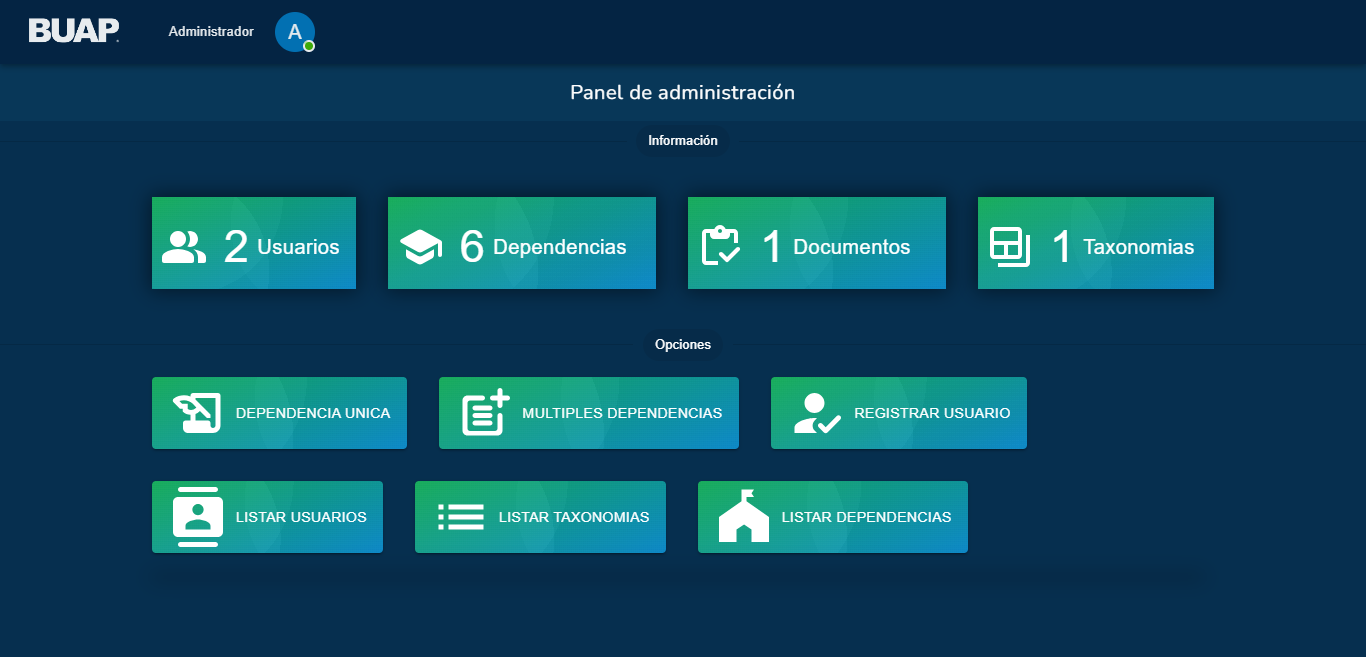 BUAP
Administrador
A
Panel de administración
Información
2 Usuarios
6 Dependencias
1 Documentos
1 Taxonomias
Opciones
DEPENDENCIA UNICA
MULTIPLES DEPENDENCIAS
REGISTRAR USUARIO
LISTAR USUARIOS
LISTAR TAXONOMIAS
LISTAR DEPENDENCIAS